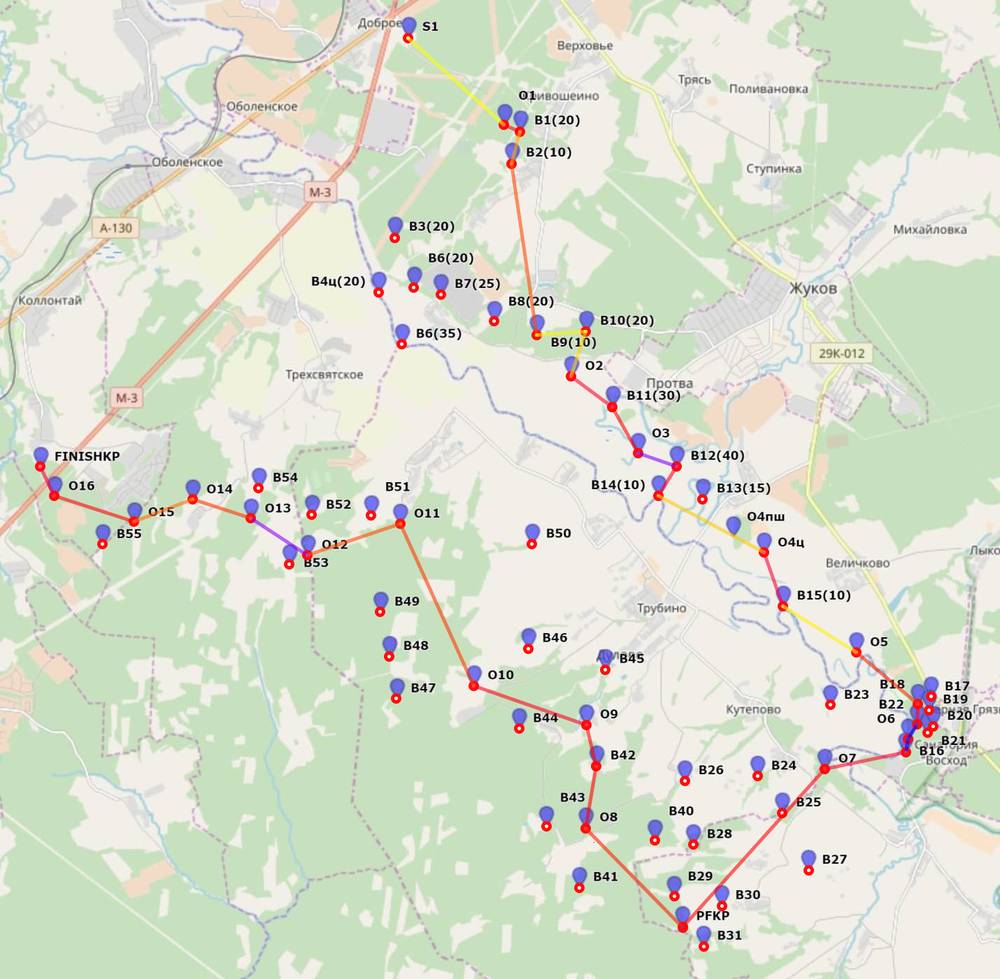 Доброе
S1
Верховье
O1
Трясь
Поливановка
Оболенское
B1(20)
B2(10)
Оболенское
Ступинка
М-3
А-130
B3(20)
Михайловка
B6(20)
B4ц(20)
B7(25)
Жуков
Коллонтай
B8(20)
B10(20)
B6(35)
B9(10)
29К-012
O2
Трехсвятское
Протва
B11(30)
М-3
O3
FINISHKP
B12(40)
B54
B14(10)
B13(15)
O16
O14
B51
B52
O13
O11
O15
O4пш
B55
B50
O12
O4ц
B53
Величково
B15(10)
B49
Трубино
B46
O5
B48
B45
O10
B18
B17
B47
B23
B19
B22
Кутепово
O9
B44
O6
B20
B21
B16
Восход
B42
O7
B24
B26
B43
B25
O8
B40
B28
B27
B41
B29
B30
PFKP
B31